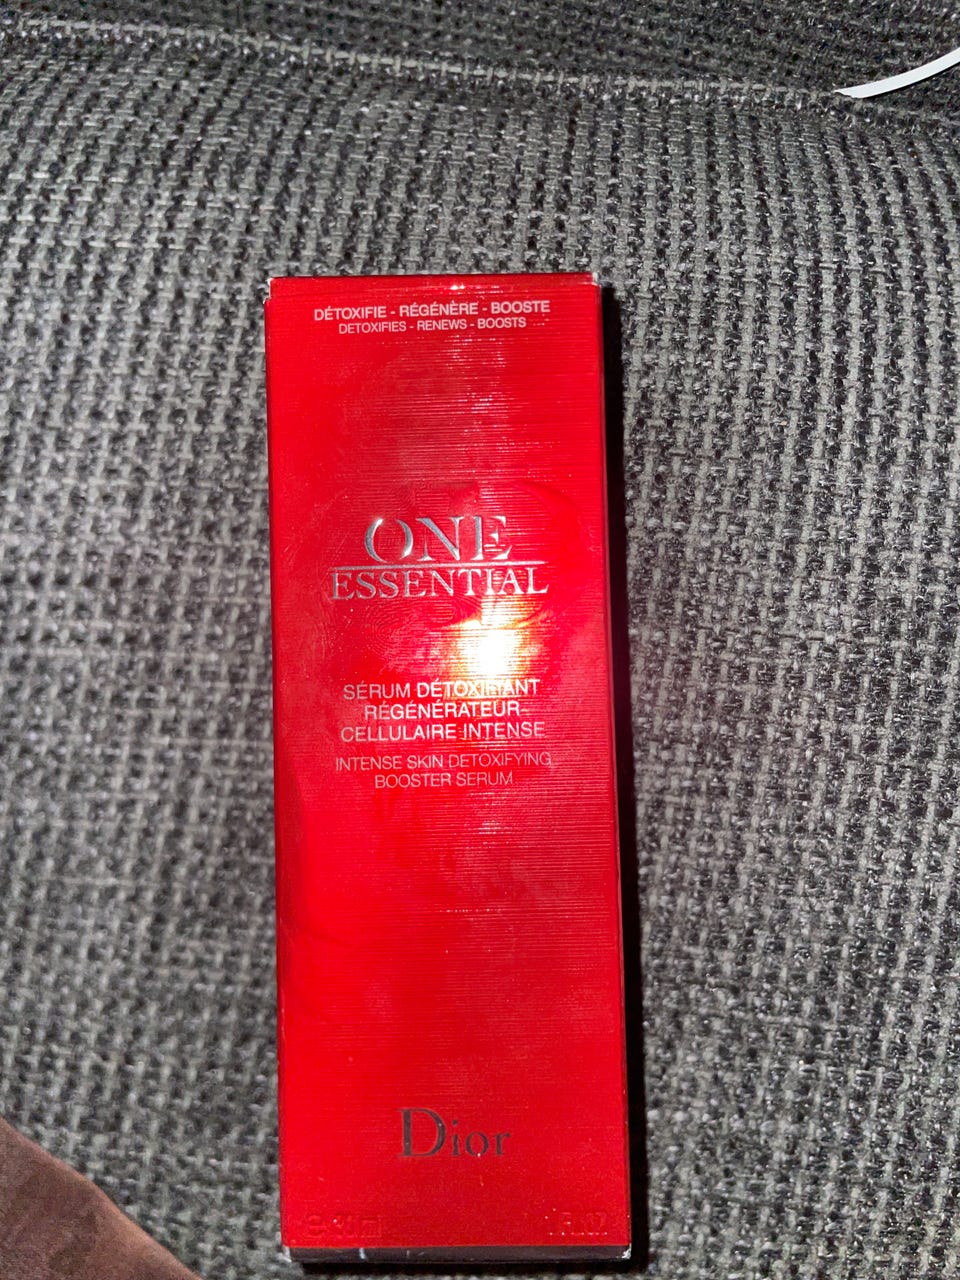 DÉTOXIFIE - RÉGÉNÈRE - BOOSTE
DETOXIFIES - RENEWS - BOOSTS
ONE
ESSENTIAL
SÉRUM DÉTOXIFIANT
RÉGÉNÉRATEUR
CELLULAIRE INTENSE
INTENSE SKIN DETOXIFYING
BOOSTER SERUM
Dior